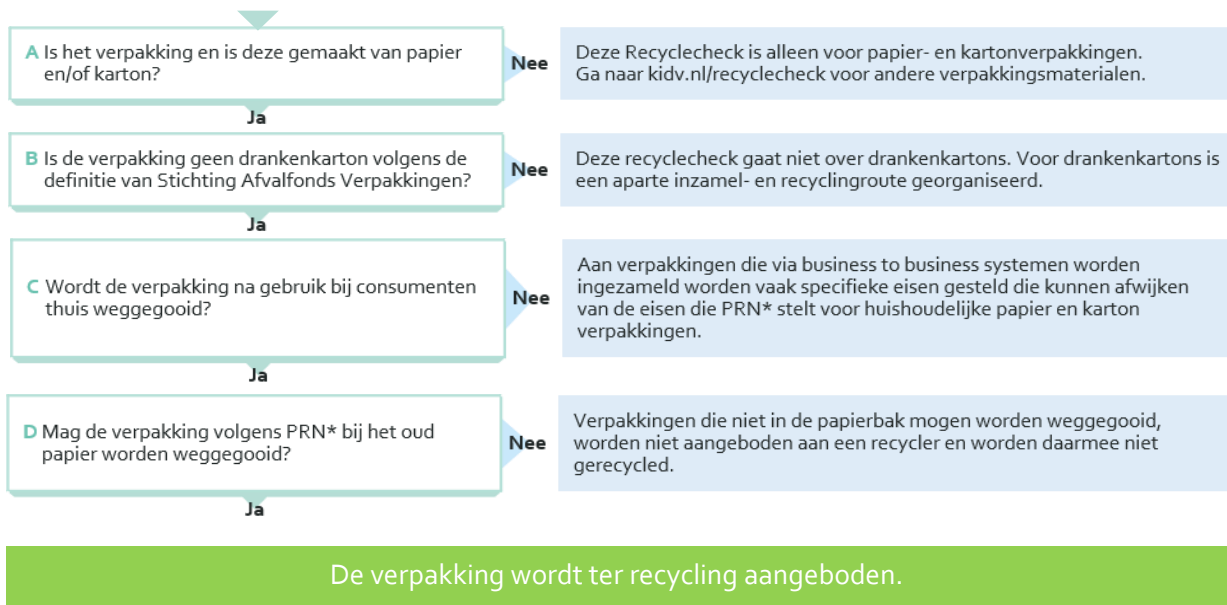 A Is het verpakking en is deze gemaakt van papier
en/of karton?
Nee
Deze Recyclecheck is alleen voor papier- en kartonverpakkingen.
Ga naar kidv.nl/recyclecheck voor andere verpakkingsmaterialen.
Ja
B Is de verpakking geen drankenkarton volgens de
definitie van Stichting Afvalfonds Verpakkingen?
Nee
Deze recyclecheck gaat niet over drankenkartons. Voor drankenkartons is
een aparte inzamel- en recyclingroute georganiseerd.
Ja
C Wordt de verpakking na gebruik bij consumenten
thuis weggegooid?
Nee
Aan verpakkingen die via business to business systemen worden
ingezameld worden vaak specifieke eisen gesteld die kunnen afwijken
van de eisen die PRN* stelt voor huishoudelijke papier en karton
verpakkingen.
Ja
D Mag de verpakking volgens PRN* bij het oud
papier worden weggegooid?
Nee
Verpakkingen die niet in de papierbak mogen worden weggegooid,
worden niet aangeboden aan een recycler en worden daarmee niet
gerecycled.
Ja
De verpakking wordt ter recycling aangeboden.